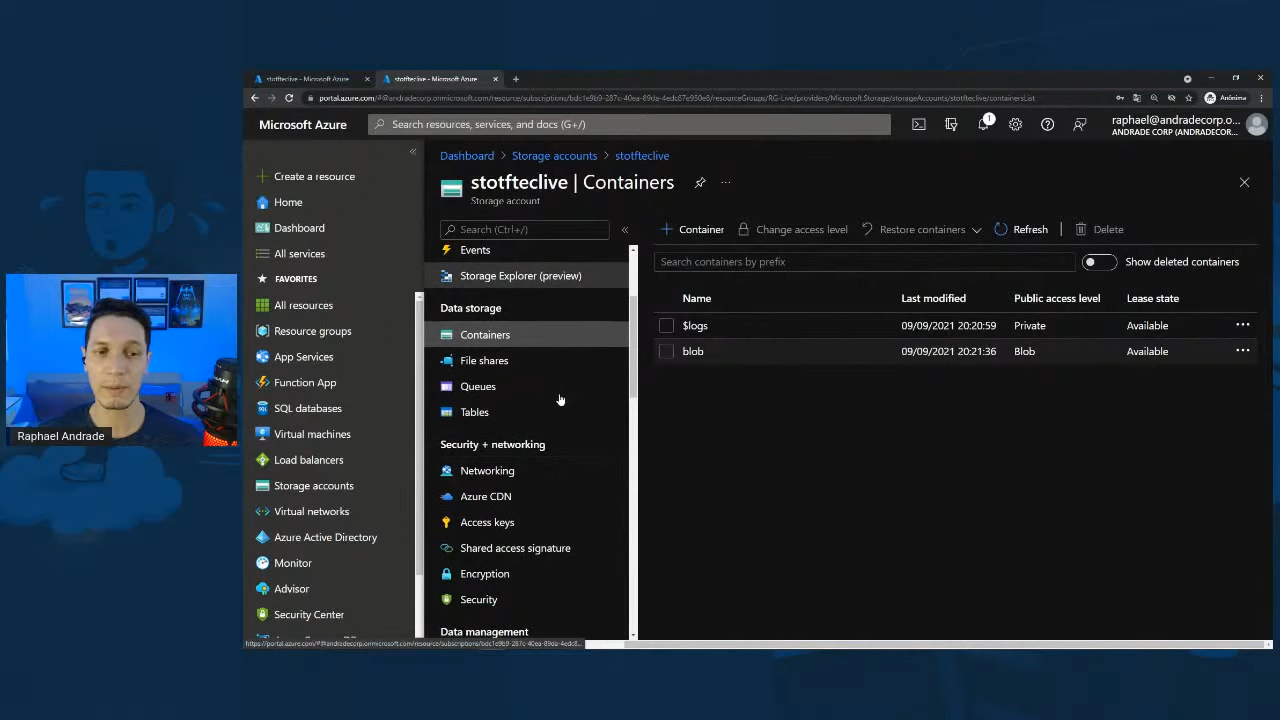 stotfteclive - Microsoft Azure
stotfteclive - Microsoft Azure
Anônima
Microsoft Azure
Search resources, services, and docs (G+/)
1
raphael@andradecorp.o...
ANDRADE CORP (ANDRADECOR...
Create a resource
Home
Dashboard
All services
FAVORITES
All resources
Resource groups
App Services
Function App
SQL databases
Virtual machines
Load balancers
Storage accounts
Virtual networks
Azure Active Directory
Monitor
Advisor
Security Center
Dashboard > Storage accounts > stotfteclive
stotfteclive | Containers
Storage account
Search (Ctrl+/)
Events
Storage Explorer (preview)
Data storage
Containers
File shares
Queues
Tables
Security + networking
Networking
Azure CDN
Access keys
Shared access signature
Encryption
Security
Data management
Container
Change access level
Restore containers
Refresh
Delete
Search containers by prefix
Show deleted containers
Name Last modified Public access level Lease state
$logs 09/09/2021 20:20:59 Private Available
blob 09/09/2021 20:21:36 Blob Available
Raphael Andrade